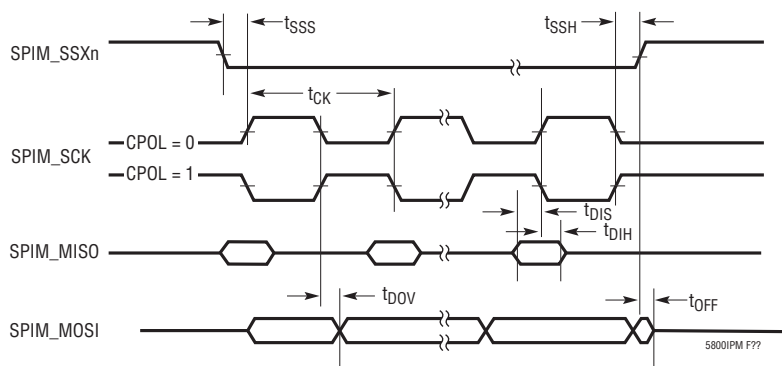 tSSS
tSSH
SPIM_SSXn
tCK
SPIM_SCK
CPOL = 0
CPOL = 1
tDIS
tDIH
SPIM_MISO
tDOV
tOFF
SPIM_MOSI
5800IPM F??